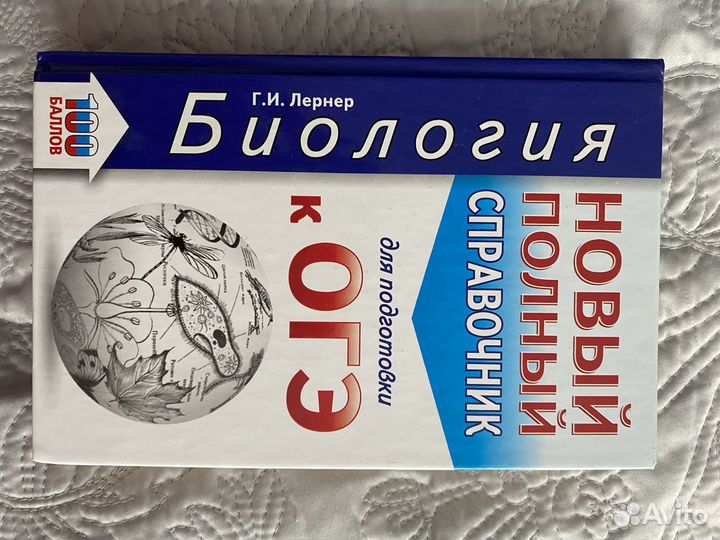 Г.И. Лернер
Биология
100
БАЛЛОВ
НОВЫЙ
ПОЛНЫЙ
СПРАВОЧНИК
для подготовки
к ОГЭ
Avito